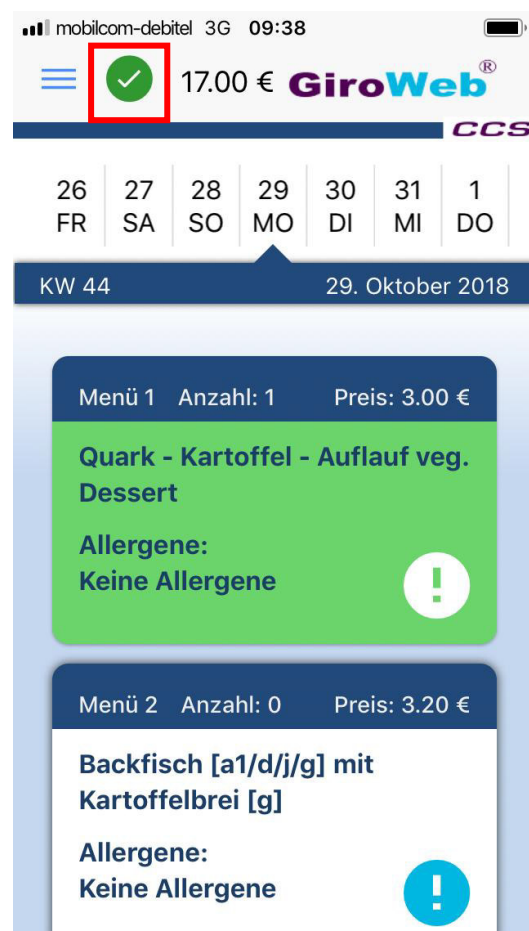 mobilcom-debitel 3G 09:38
17.00 € GiroWeb®
CCS
26 27 28 29 30 31 1
FR SA SO MO DI MI DO
KW 44 29. Oktober 2018
Menü 1 Anzahl: 1 Preis: 3.00 €
Quark - Kartoffel - Auflauf veg.
Dessert
Allergene:
Keine Allergene
!
Menü 2 Anzahl: 0 Preis: 3.20 €
Backfisch [a1/d/j/g] mit
Kartoffelbrei [g]
Allergene:
Keine Allergene
!